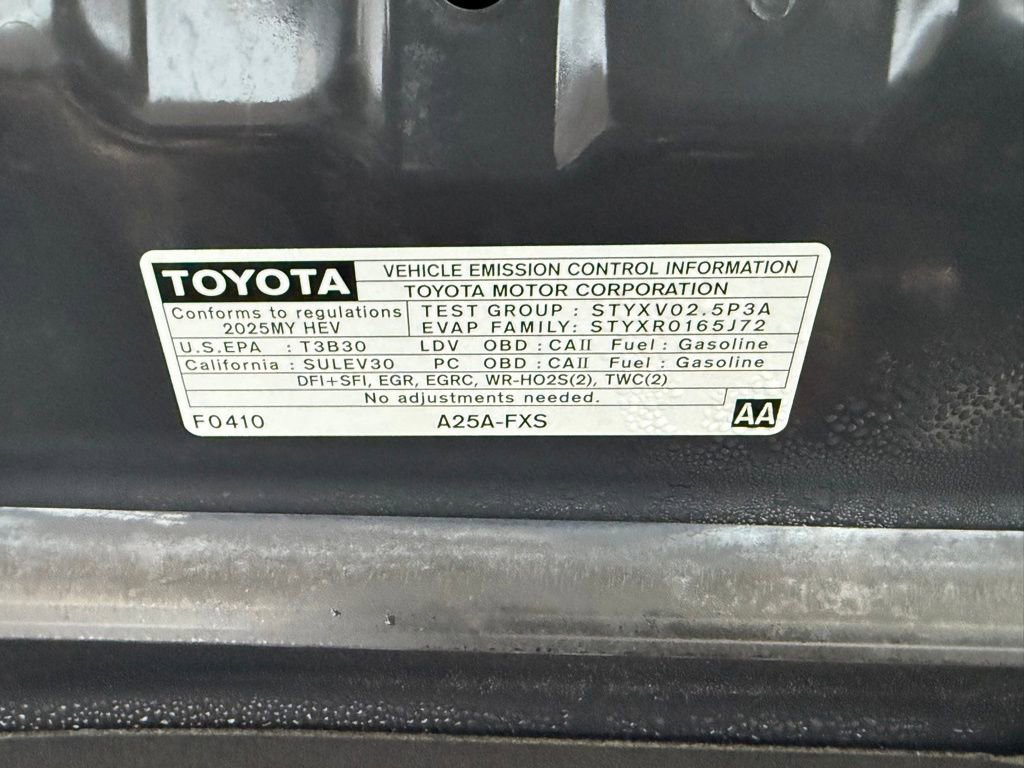 TOYOTA
VEHICLE EMISSION CONTROL INFORMATION
TOYOTA MOTOR CORPORATION
Conforms to regulations
2025MY HEV
TEST GROUP : STYXV02.5P3A
EVAP FAMILY: STYXR0165J72
U.S.EPA : T3B30 LDV OBD : CAII Fuel : Gasoline
California : SULEV30 PC OBD : CAII Fuel : Gasoline
DFI+SFI, EGR, EGRC, WR-HO2S(2), TWC(2)
No adjustments needed.
F0410 A25A-FXS AA